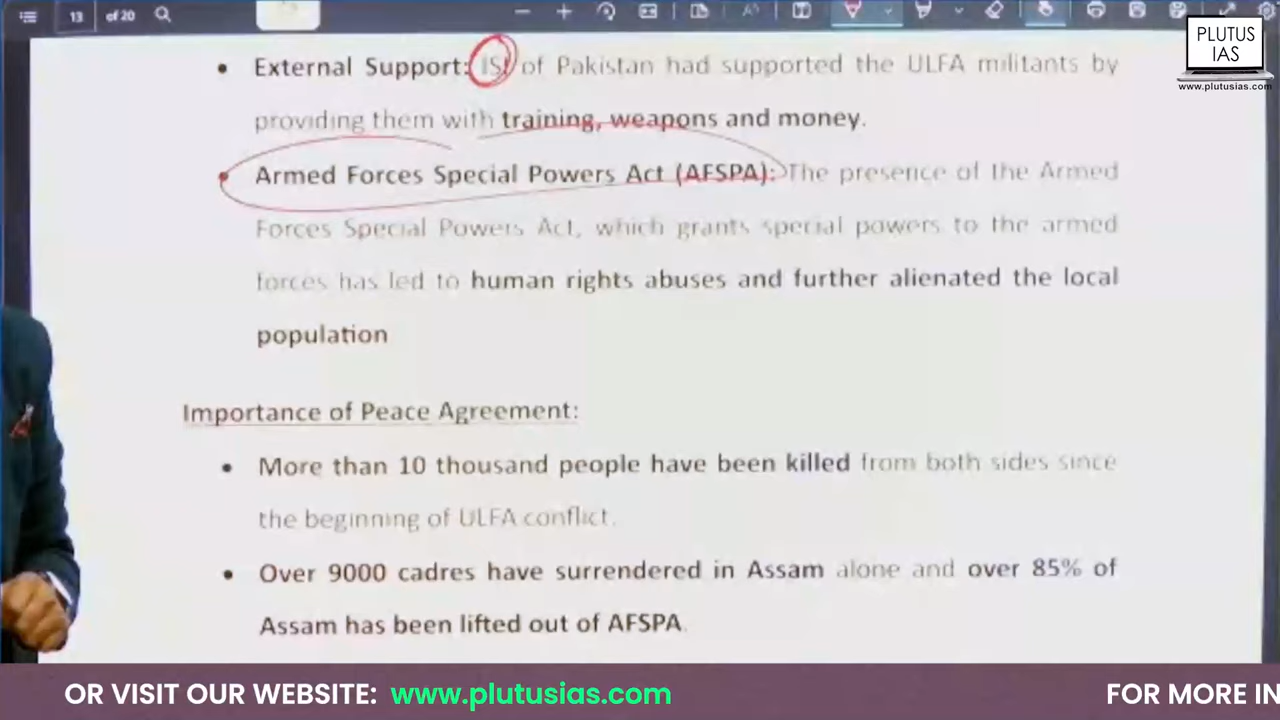 13 of 20
PLUTUS
IAS
www.plutusias.com
External Support: ISI of Pakistan had supported the ULFA militants by
providing them with training, weapons and money.
Armed Forces Special Powers Act (AFSPA): The presence of the Armed
Forces Special Powers Act, which grants special powers to the armed
forces has led to human rights abuses and further alienated the local
population
Importance of Peace Agreement:
More than 10 thousand people have been killed from both sides since
the beginning of ULFA conflict.
Over 9000 cadres have surrendered in Assam alone and over 85% of
Assam has been lifted out of AFSPA.
OR VISIT OUR WEBSITE: www.plutusias.com FOR MORE IN